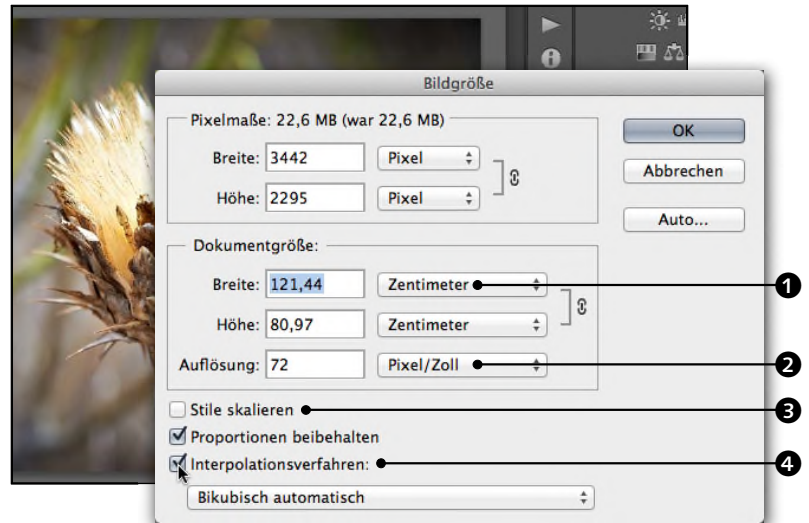 Bildgröße
Pixelmaße: 22,6 MB (war 22,6 MB)
Breite: 3442 Pixel
Höhe: 2295 Pixel
OK
Abbrechen
Auto...
Dokumentgröße:
Breite: 121,44 Zentimeter 1
Höhe: 80,97 Zentimeter
Auflösung: 72 Pixel/Zoll 2
Stile skalieren 3
Proportionen beibehalten
Interpolationsverfahren: 4
Bikubisch automatisch